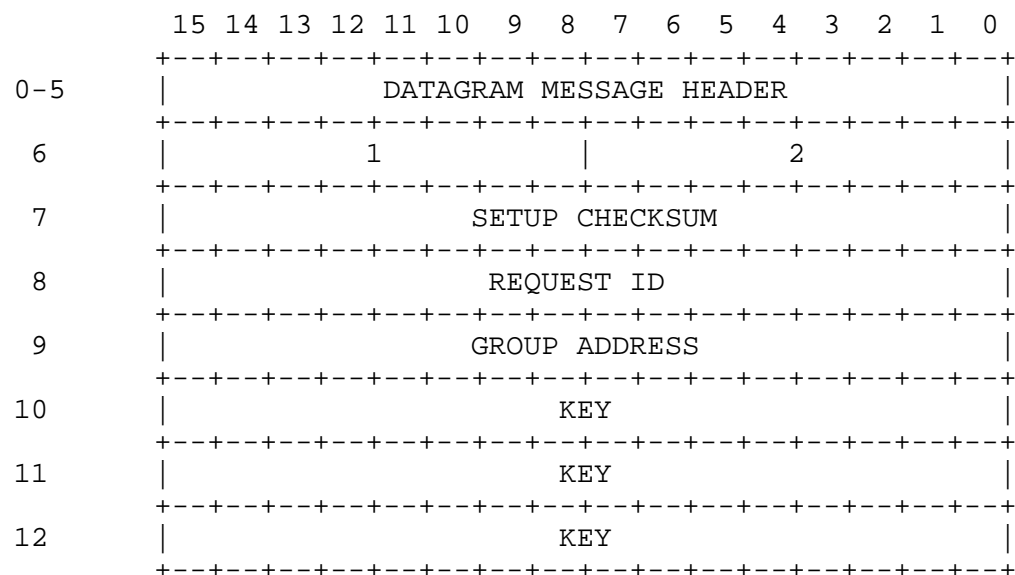 15 14 13 12 11 10 9 8 7 6 5 4 3 2 1 0
+--+--+--+--+--+--+--+--+--+--+--+--+--+--+--+--+
0-5 | DATAGRAM MESSAGE HEADER |
+--+--+--+--+--+--+--+--+--+--+--+--+--+--+--+--+
6 | 1 | 2 |
+--+--+--+--+--+--+--+--+--+--+--+--+--+--+--+--+
7 | SETUP CHECKSUM |
+--+--+--+--+--+--+--+--+--+--+--+--+--+--+--+--+
8 | REQUEST ID |
+--+--+--+--+--+--+--+--+--+--+--+--+--+--+--+--+
9 | GROUP ADDRESS |
+--+--+--+--+--+--+--+--+--+--+--+--+--+--+--+--+
10 | KEY |
+--+--+--+--+--+--+--+--+--+--+--+--+--+--+--+--+
11 | KEY |
+--+--+--+--+--+--+--+--+--+--+--+--+--+--+--+--+
12 | KEY |
+--+--+--+--+--+--+--+--+--+--+--+--+--+--+--+--+